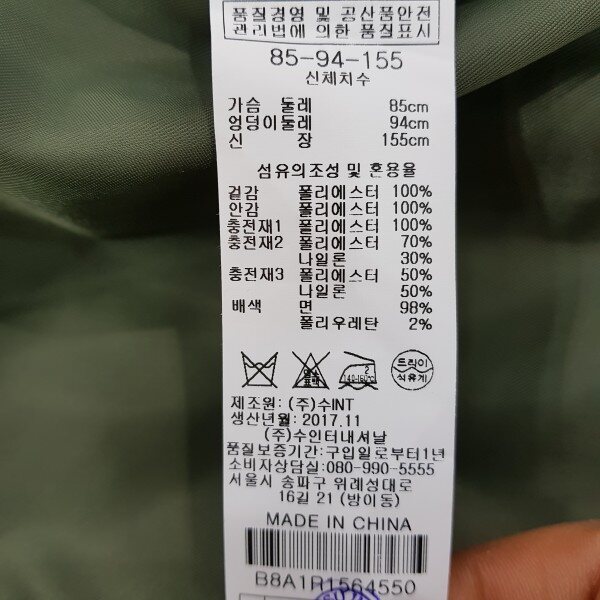 품질경영 및 공산품안전
관리법에 의한 품질표시
85-94-155
신체치수
가슴 둘레 85cm
엉덩이둘레 94cm
신 장 155cm
섬유의조성 및 혼용율
겉감 폴리에스터 100%
안감 폴리에스터 100%
충전재1 폴리에스터 100%
충전재2 폴리에스터 70%
나일론 30%
충전재3 폴리에스터 50%
나일론 50%
배색 면 98%
폴리우레탄 2%
드라이
석유계
제조원: (주)수INT
생산년월: 2017.11
(주)수인터내셔날
품질보증기간:구입일로부터1년
소비자상담실:080-990-5555
서울시 송파구 위례성대로
16길 21 (방이동)
MADE IN CHINA
B8A1R1564550